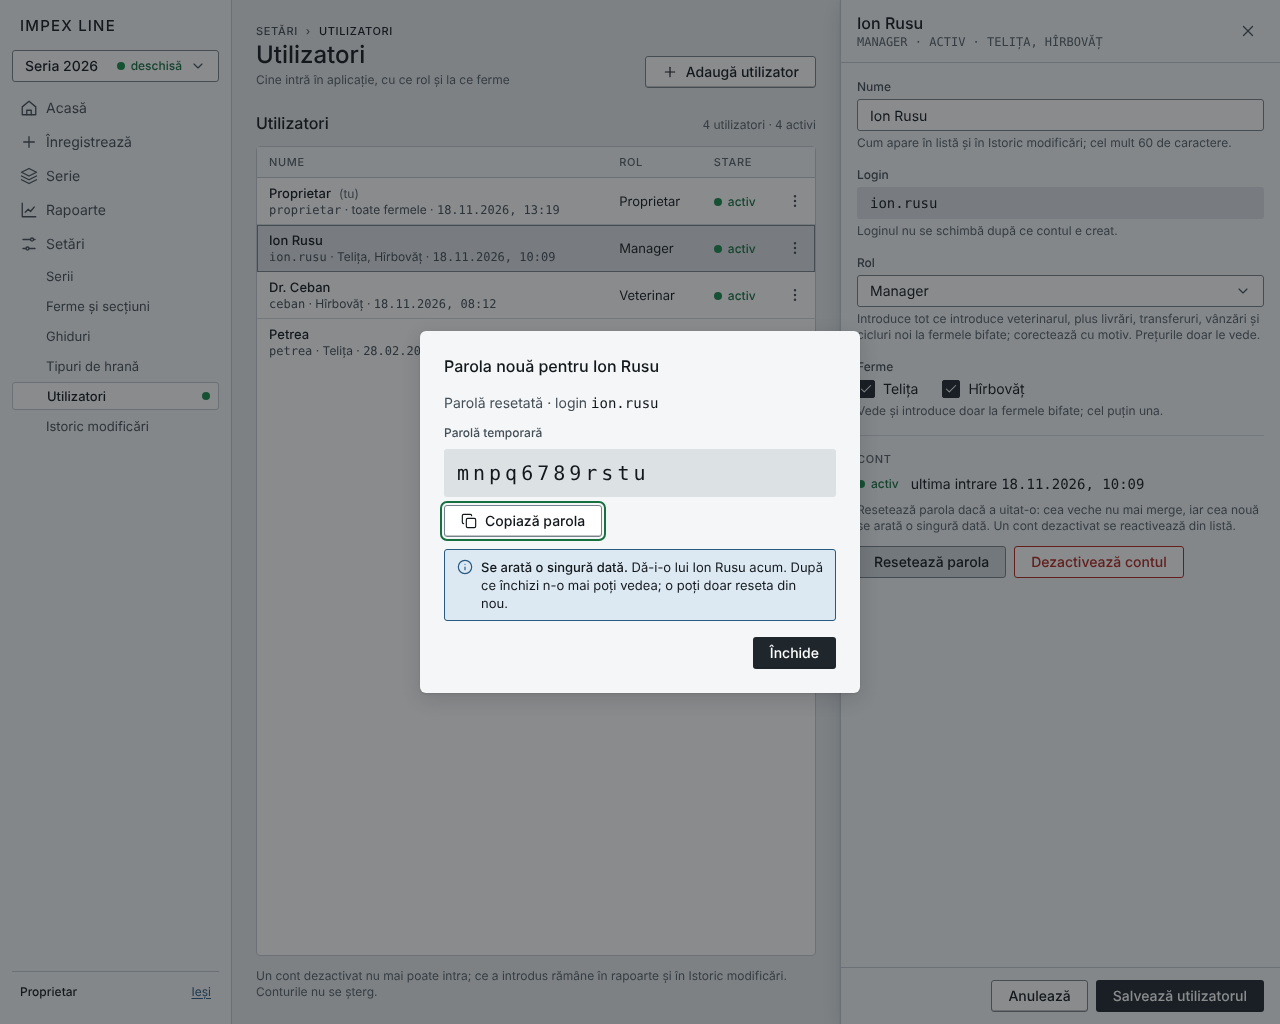 IMPEX LINE
Seria 2026 deschisă
Acasă
Înregistrează
Serie
Rapoarte
Setări
Serii
Ferme și secțiuni
Ghiduri
Tipuri de hrană
Utilizatori
Istoric modificări
Proprietar Ieși
SETĂRI › UTILIZATORI
Utilizatori
Cine intră în aplicație, cu ce rol și la ce ferme
Adaugă utilizator
Utilizatori
4 utilizatori · 4 activi
NUME ROL STARE
Proprietar (tu)
proprietar · toate fermele · 18.11.2026, 13:19
Proprietar activ
Ion Rusu
ion.rusu · Telița, Hîrbovăț · 18.11.2026, 10:09
Manager activ
Dr. Ceban
ceban · Hîrbovăț · 18.11.2026, 08:12
Veterinar activ
Petrea
petrea · Telița · 28.02.20
Un cont dezactivat nu mai poate intra; ce a introdus rămâne în rapoarte și în Istoric modificări.
Conturile nu se șterg.
Parola nouă pentru Ion Rusu
Parolă resetată · login ion.rusu
Parolă temporară
mnpq6789rstu
Copiază parola
Se arată o singură dată. Dă-i-o lui Ion Rusu acum. După
ce închizi n-o mai poți vedea; o poți doar reseta din
nou.
Închide
Ion Rusu
MANAGER · ACTIV · TELIȚA, HÎRBOVĂȚ
Nume
Ion Rusu
Cum apare în listă și în Istoric modificări; cel mult 60 de caractere.
Login
ion.rusu
Loginul nu se schimbă după ce contul e creat.
Rol
Manager
Introduce tot ce introduce veterinarul, plus livrări, transferuri, vânzări și
cicluri noi la fermele bifate; corectează cu motiv. Prețurile doar le vede.
Ferme
Telița Hîrbovăț
Vede și introduce doar la fermele bifate; cel puțin una.
CONT
activ ultima intrare 18.11.2026, 10:09
Resetează parola dacă a uitat-o: cea veche nu mai merge, iar cea nouă
se arată o singură dată. Un cont dezactivat se reactivează din listă.
Resetează parola
Dezactivează contul
Anulează
Salvează utilizatorul